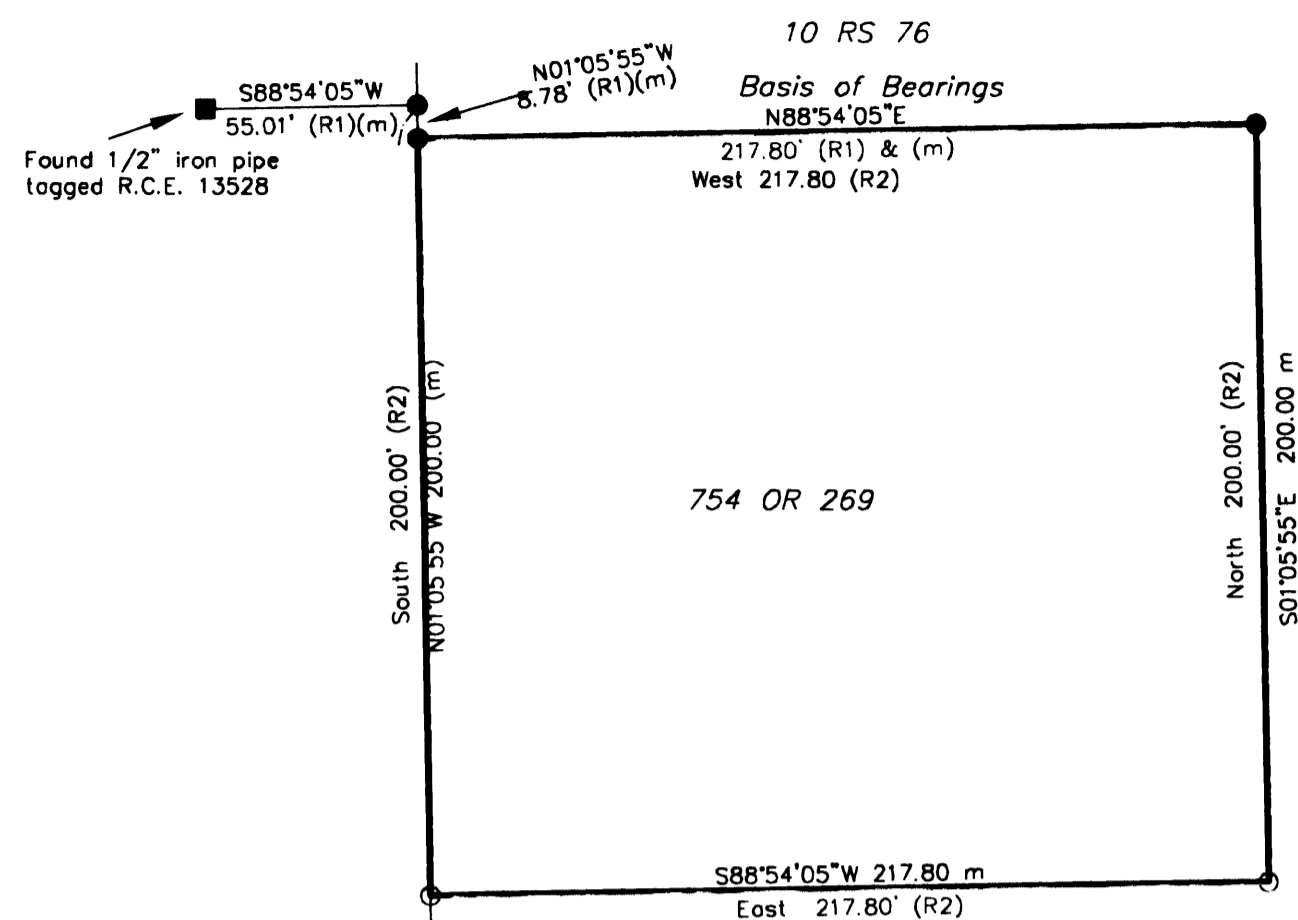 10 RS 76
Basis of Bearings
N88°54'05"E
217.80' (R1) & (m)
West 217.80 (R2)
N01°05'55"W
8.78' (R1)(m)
S88°54'05"W
55.01' (R1)(m)
Found 1/2" iron pipe
tagged R.C.E. 13528
South 200.00' (R2)
N01°05 55 W 200.00 (m)
754 OR 269
North 200.00' (R2)
S01°05'55"E 200.00 m
S88°54'05"W 217.80 m
East 217.80' (R2)